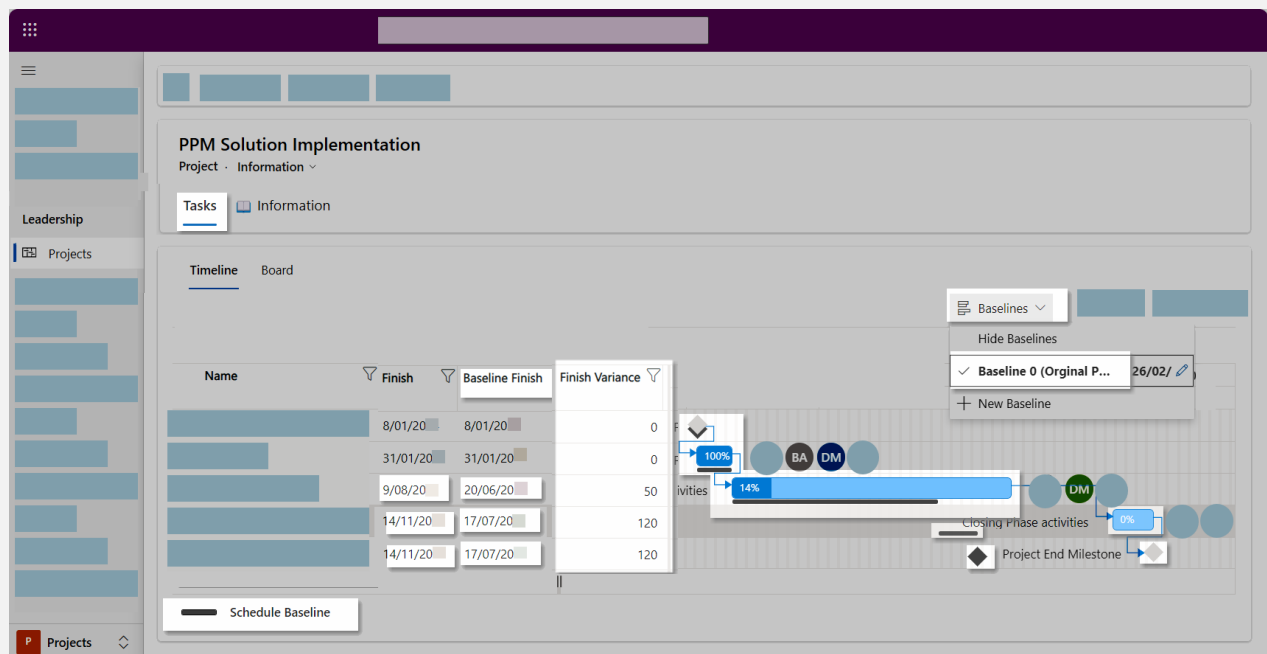 PPM Solution Implementation
Project · Information
Tasks Information
Leadership
Projects
Timeline Board
Baselines
Hide Baselines
Baseline 0 (Orginal P... 26/02/
New Baseline
Name Finish Baseline Finish Finish Variance
8/01/20 8/01/20 0
31/01/20 31/01/20 0 100% BA DM
9/08/20 20/06/20 50 ivities 14% DM
14/11/20 17/07/20 120 Closing Phase activities 0%
14/11/20 17/07/20 120 Project End Milestone
Schedule Baseline
P Projects